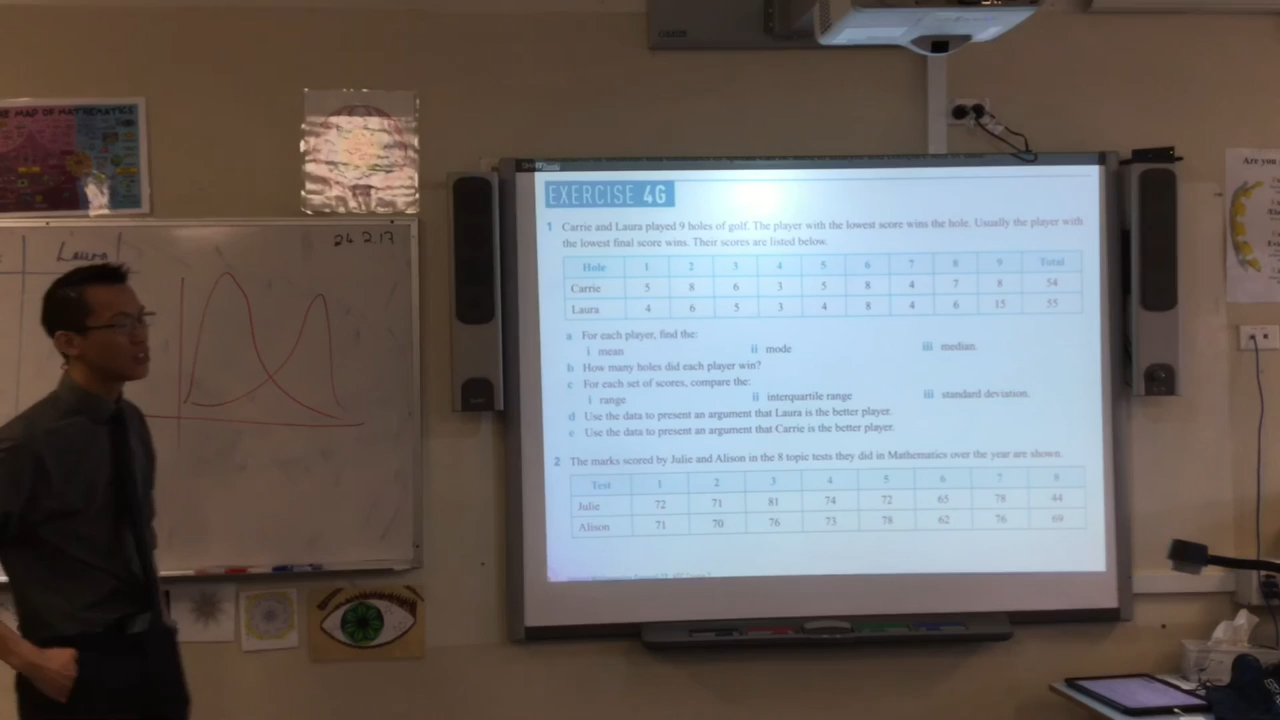 THE MAP OF MATHEMATICS
Laura
24.2.17
EXERCISE 4G
1 Carrie and Laura played 9 holes of golf. The player with the lowest score wins the hole. Usually the player with
the lowest final score wins. Their scores are listed below.
Hole 1 2 3 4 5 6 7 8 9 Total
Carrie 5 8 6 3 5 8 4 7 8 54
Laura 4 6 5 3 4 8 4 6 15 55
a For each player, find the:
i mean ii mode iii median.
b How many holes did each player win?
c For each set of scores, compare the:
i range ii interquartile range iii standard deviation.
d Use the data to present an argument that Laura is the better player.
e Use the data to present an argument that Carrie is the better player.
2 The marks scored by Julie and Alison in the 8 topic tests they did in Mathematics over the year are shown.
Test 1 2 3 4 5 6 7 8
Julie 72 71 81 74 72 65 78 44
Alison 71 70 76 73 78 62 76 69
Are you